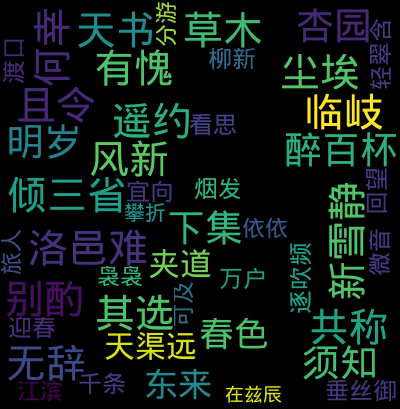 天书
分游
草木
杏园
轻翠含
何幸
渡口
有愧
柳新
尘埃
且令
遥约
看思
临岐
明岁
风新
醉百杯
倾三省
宜向
烟发
回望
攀折
下集
依依
新雪静
微音
旅人
洛邑难
夹道
袅袅
万户
逐吹频
别酌
其选
可及
迎春
春色
共称
天渠远
无辞
须知
江滨
千条
东来
在兹辰
垂丝御